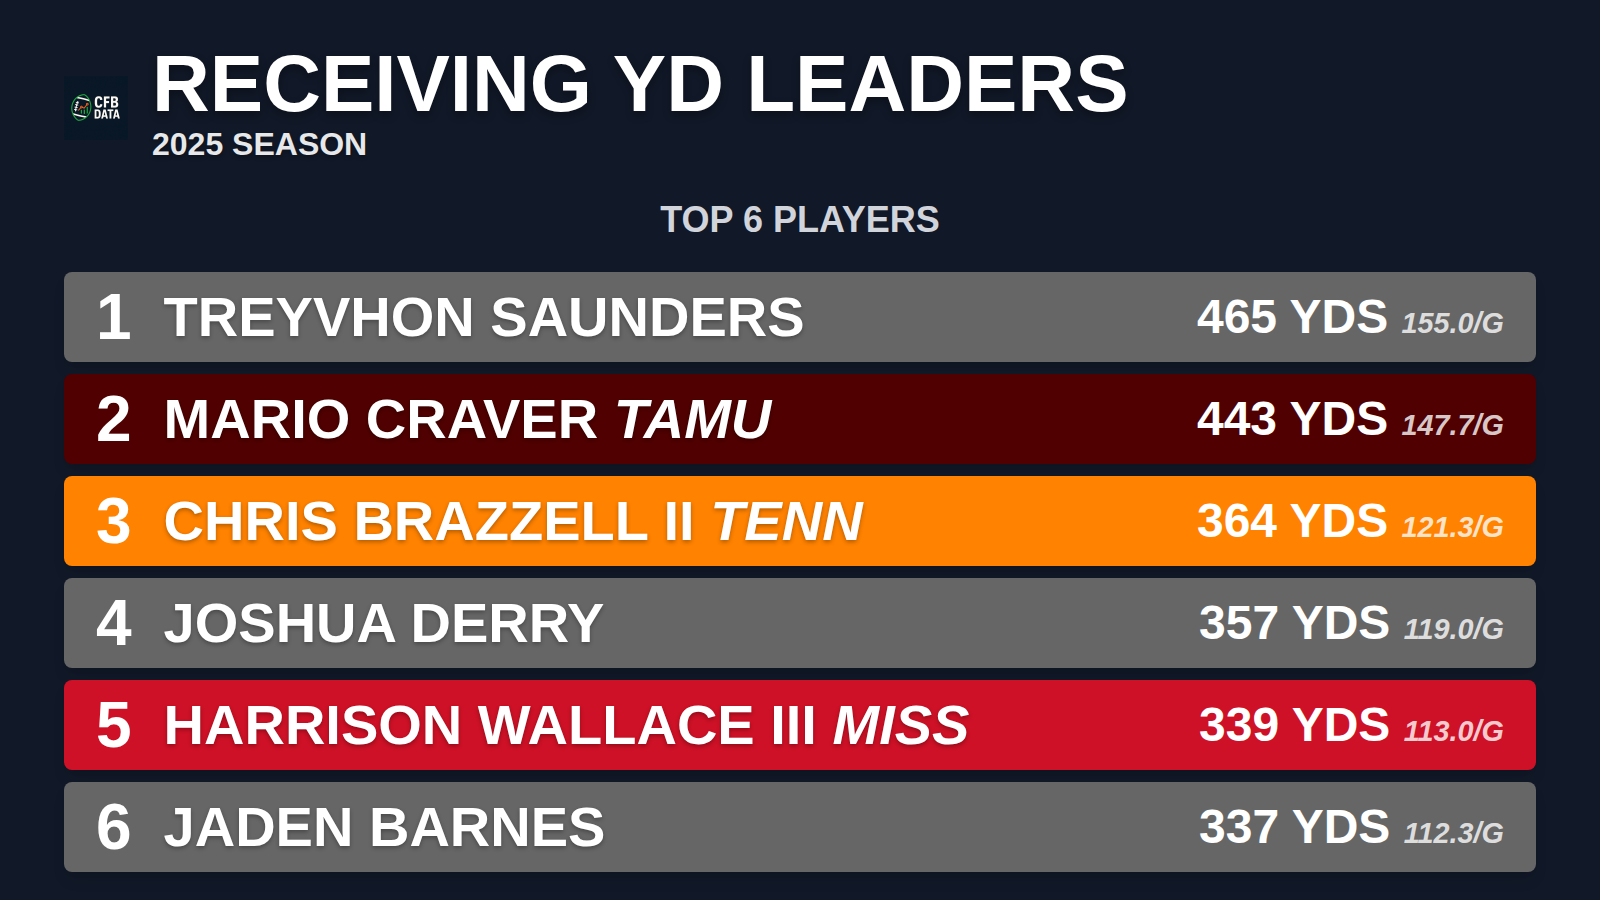 CFB
DATA
RECEIVING YD LEADERS
2025 SEASON
TOP 6 PLAYERS
1 TREYVHON SAUNDERS 465 YDS 155.0/G
2 MARIO CRAVER TAMU 443 YDS 147.7/G
3 CHRIS BRAZZELL II TENN 364 YDS 121.3/G
4 JOSHUA DERRY 357 YDS 119.0/G
5 HARRISON WALLACE III MISS 339 YDS 113.0/G
6 JADEN BARNES 337 YDS 112.3/G